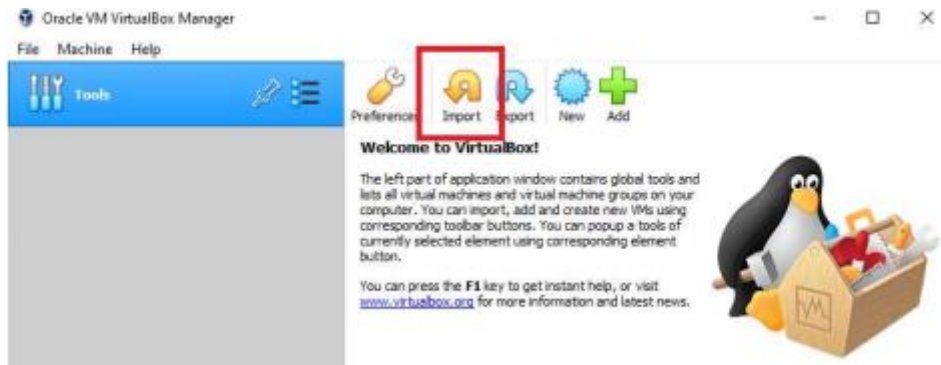 Oracle VM VirtualBox Manager
File Machine Help
Tools
Preferences Import Export New Add
Welcome to VirtualBox!
The left part of application window contains global tools and
lists all virtual machines and virtual machine groups on your
computer. You can import, add and create new VMs using
corresponding toolbar buttons. You can popup a tools of
currently selected element using corresponding element
button.
You can press the F1 key to get instant help, or visit
www.virtualbox.org for more information and latest news.
VM